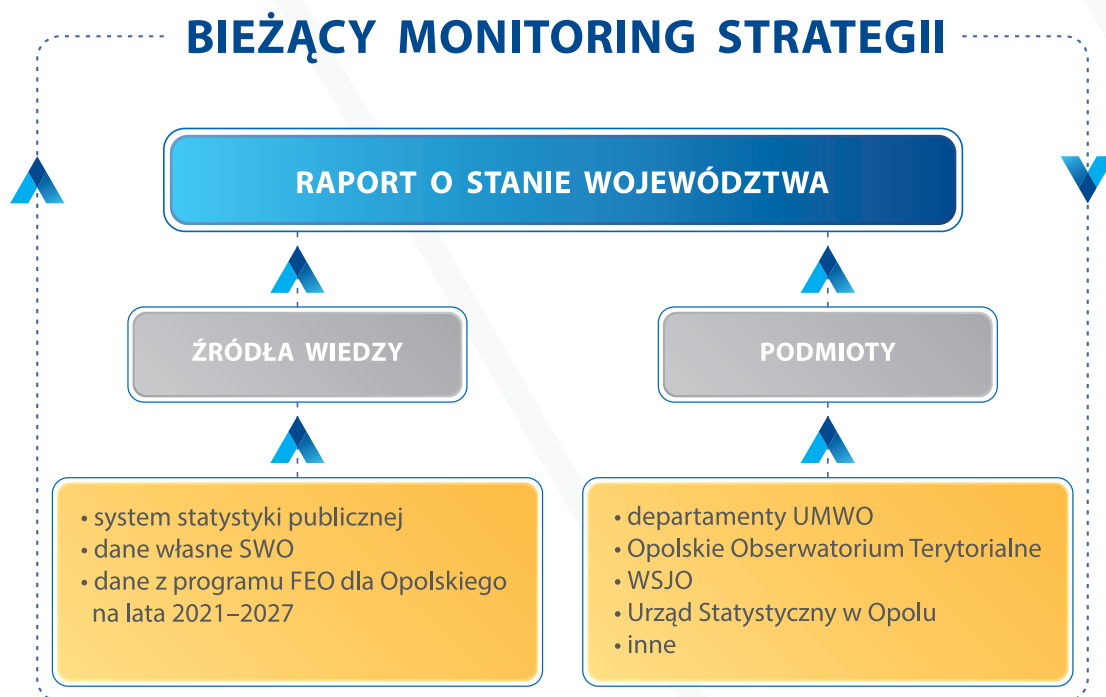 BIEŻĄCY MONITORING STRATEGII
RAPORT O STANIE WOJEWÓDZTWA
ŹRÓDŁA WIEDZY
PODMIOTY
• system statystyki publicznej
• dane własne SWO
• dane z programu FEO dla Opolskiego
na lata 2021–2027
• departamenty UMWO
• Opolskie Obserwatorium Terytorialne
• WSJO
• Urząd Statystyczny w Opolu
• inne